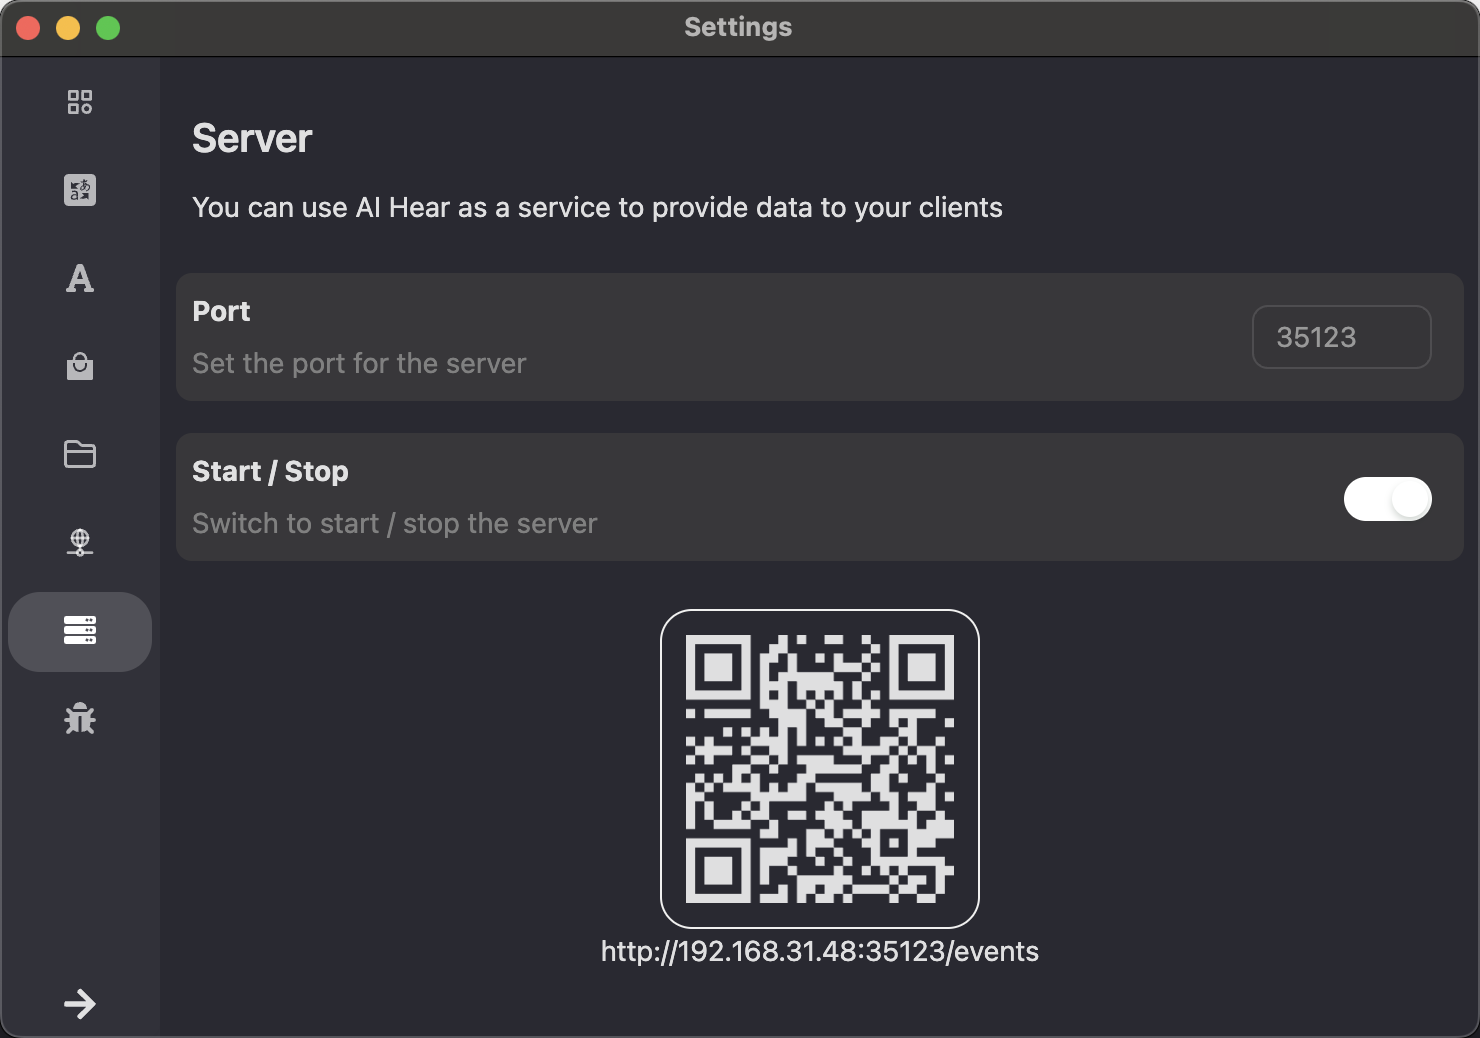 Settings
Server
You can use AI Hear as a service to provide data to your clients
Port
Set the port for the server
35123
Start / Stop
Switch to start / stop the server
http://192.168.31.48:35123/events